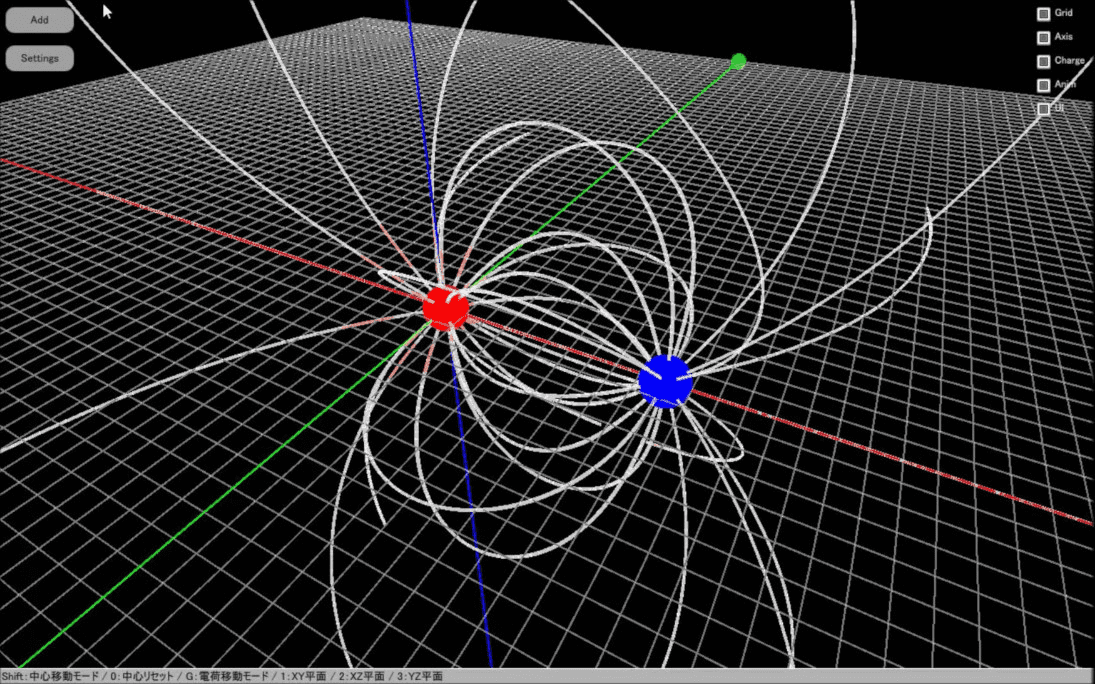 Add
Settings
Grid
Axis
Charge
Anim
UI
Shift:中心移動モード / 0:中心リセット / G:電荷移動モード / 1:XY平面 / 2:XZ平面 / 3:YZ平面